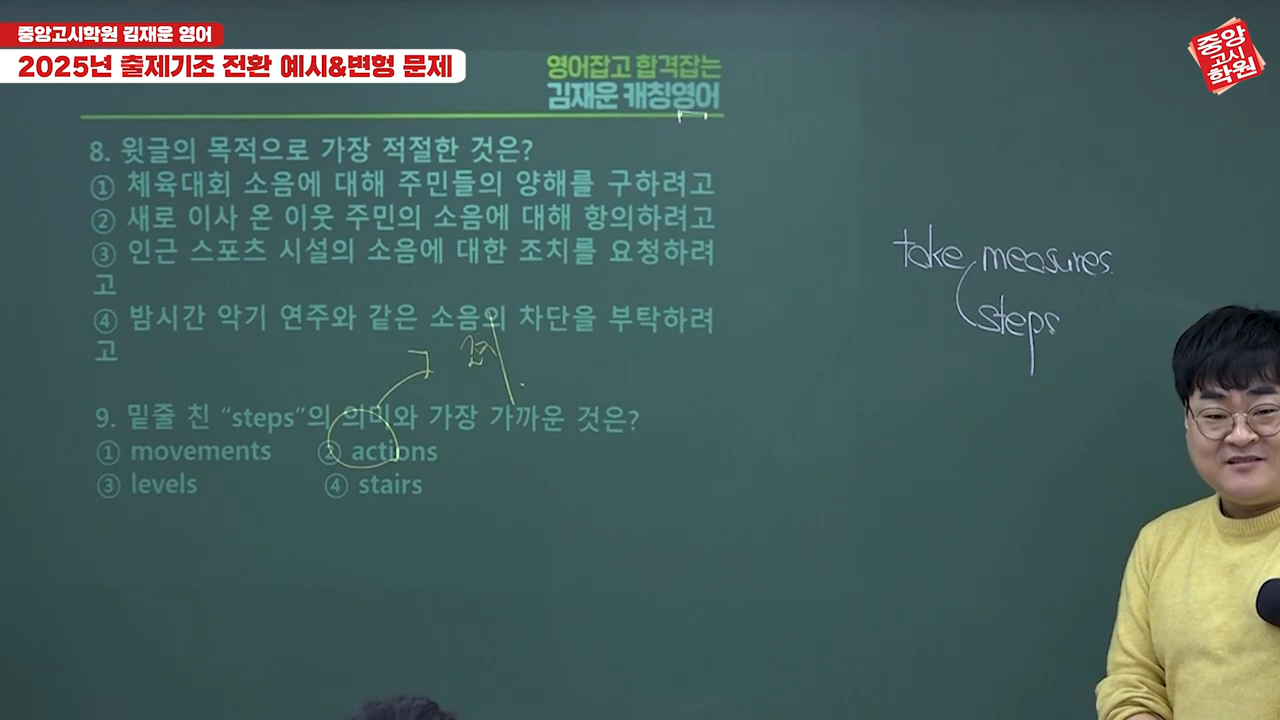 중앙고시학원 김재운 영어
2025년 출제기조 전환 예시&변형 문제
중앙
고시
학원
영어잡고 합격잡는
김재운 캐칭영어
8. 윗글의 목적으로 가장 적절한 것은?
① 체육대회 소음에 대해 주민들의 양해를 구하려고
② 새로 이사 온 이웃 주민의 소음에 대해 항의하려고
③ 인근 스포츠 시설의 소음에 대한 조치를 요청하려
고
④ 밤시간 악기 연주와 같은 소음의 차단을 부탁하려
고
9. 밑줄 친 “steps”의 의미와 가장 가까운 것은?
① movements ② actions
③ levels ④ stairs
take measures
steps